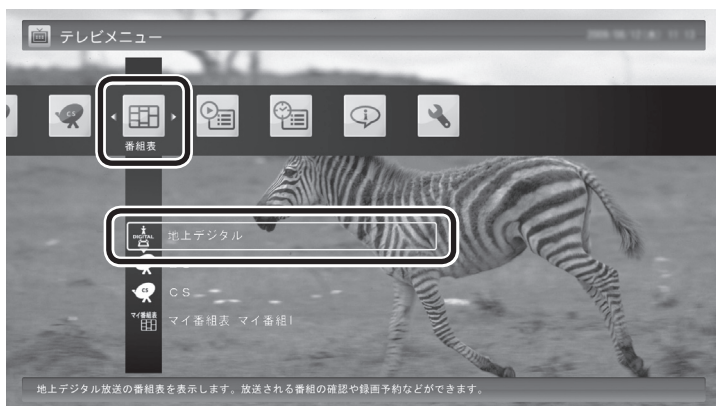 テレビメニュー
CS
番組表
DIGITAL 地上デジタル
CS CS
マイ番組表 マイ番組表 マイ番組1
地上デジタル放送の番組表を表示します。放送される番組の確認や録画予約などができます。